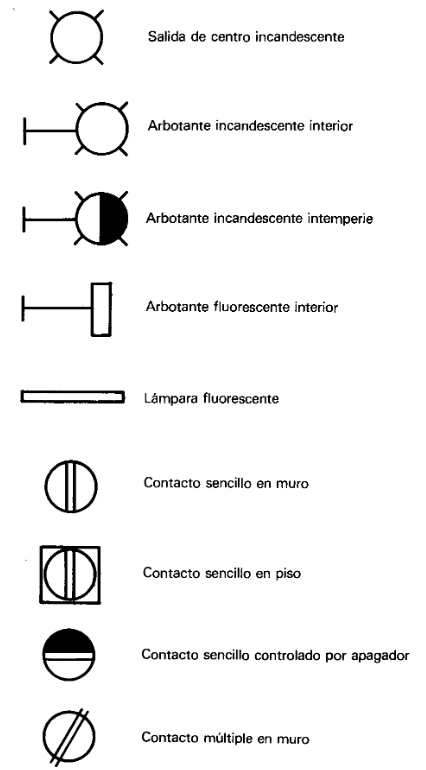 Salida de centro incandescente
Arbotante incandescente interior
Arbotante incandescente intemperie
Arbotante fluorescente interior
Lámpara fluorescente
Contacto sencillo en muro
Contacto sencillo en piso
Contacto sencillo controlado por apagador
Contacto múltiple en muro